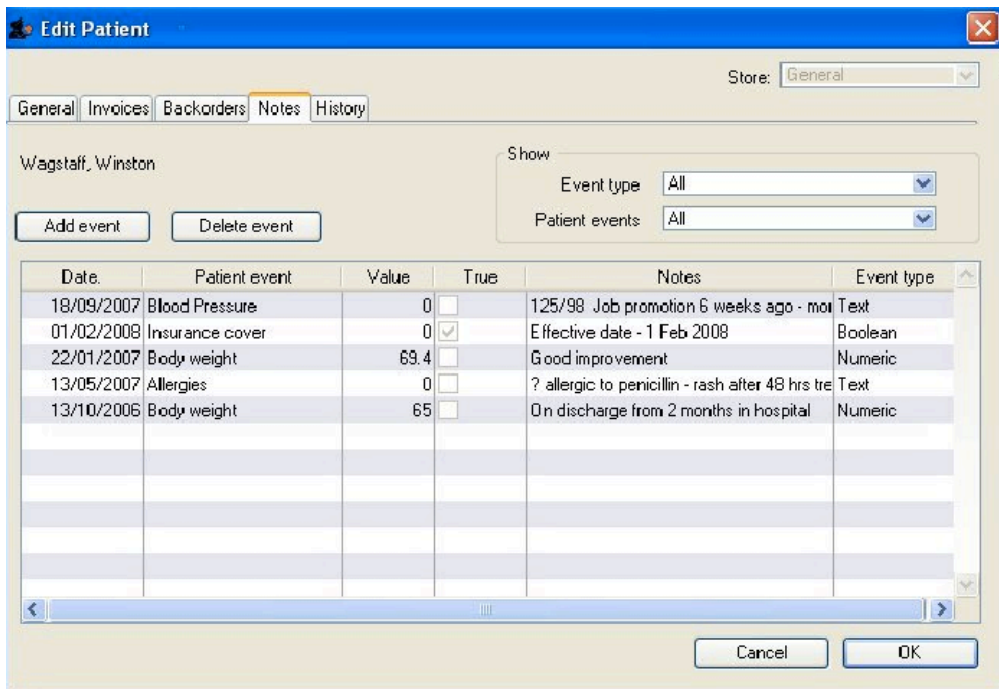 Edit Patient
Store: General
General Invoices Backorders Notes History
Wagstaff, Winston
Show
Event type All
Patient events All
Add event Delete event
Date. Patient event Value True Notes Event type
18/09/2007 Blood Pressure 0 125/98 Job promotion 6 weeks ago - Text
01/02/2008 Insurance cover 0 Effective date - 1 Feb 2008 Boolean
22/01/2007 Body weight 69.4 Good improvement Numeric
13/05/2007 Allergies 0 ? allergic to penicillin - rash after 48 hrs tre Text
13/10/2006 Body weight 65 On discharge from 2 months in hospital Numeric
Cancel OK